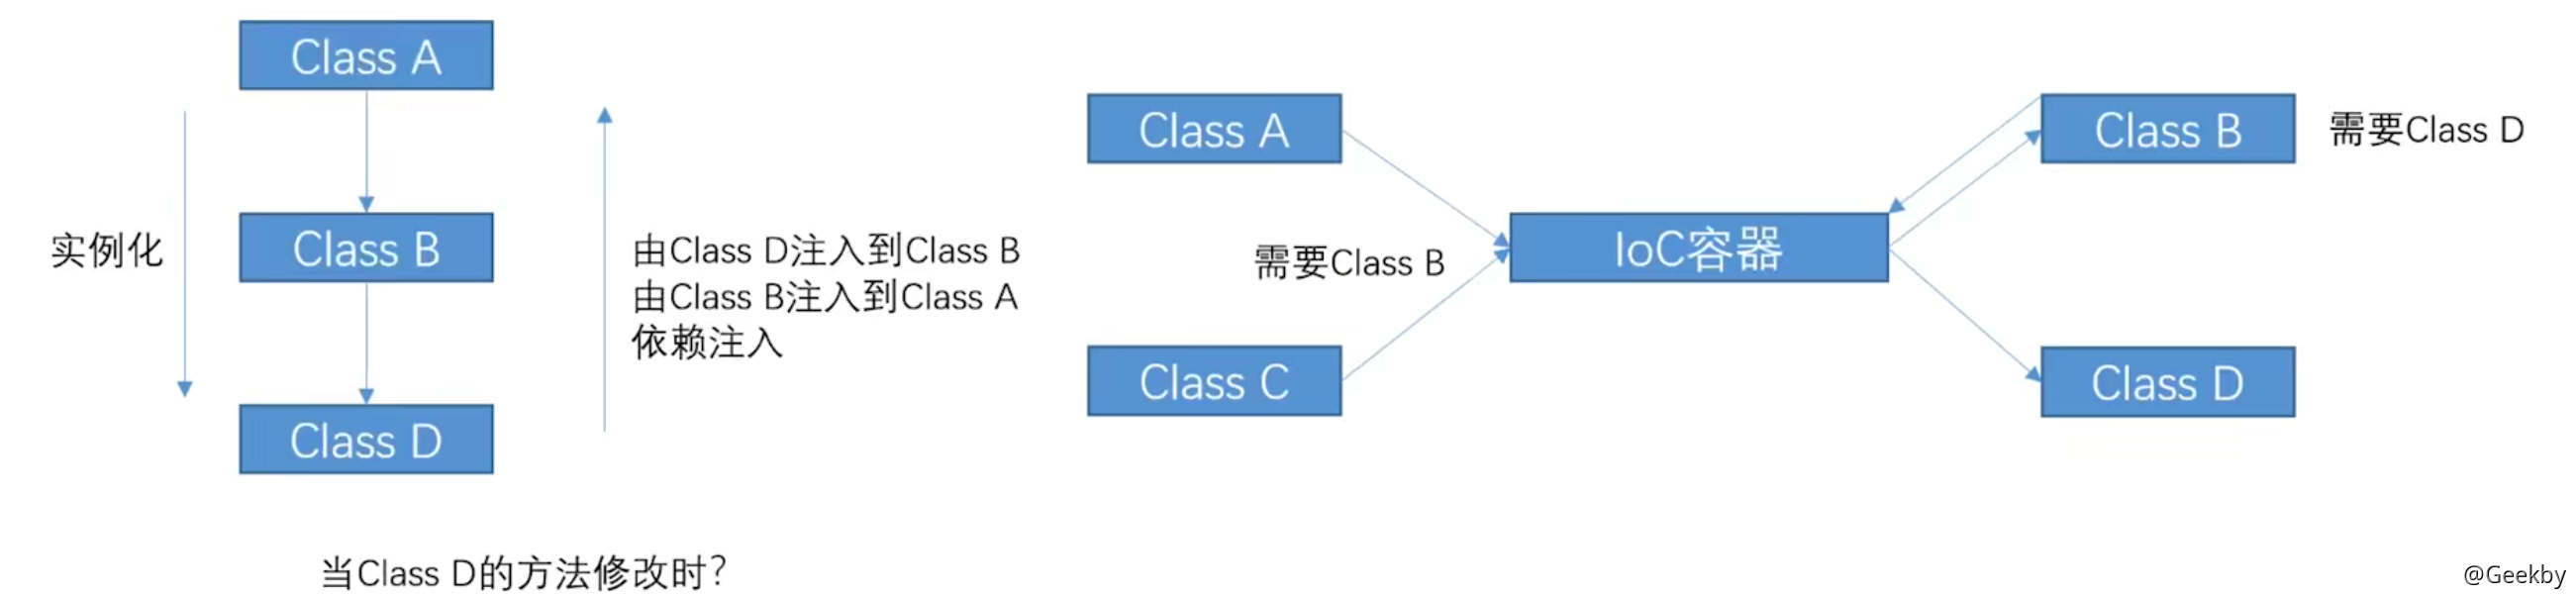 Class A
实例化
Class B
Class D
由Class D注入到Class B
由Class B注入到Class A
依赖注入
当Class D的方法修改时?
Class A
需要Class B
Class C
IoC容器
Class B
需要Class D
Class D
@Geekby